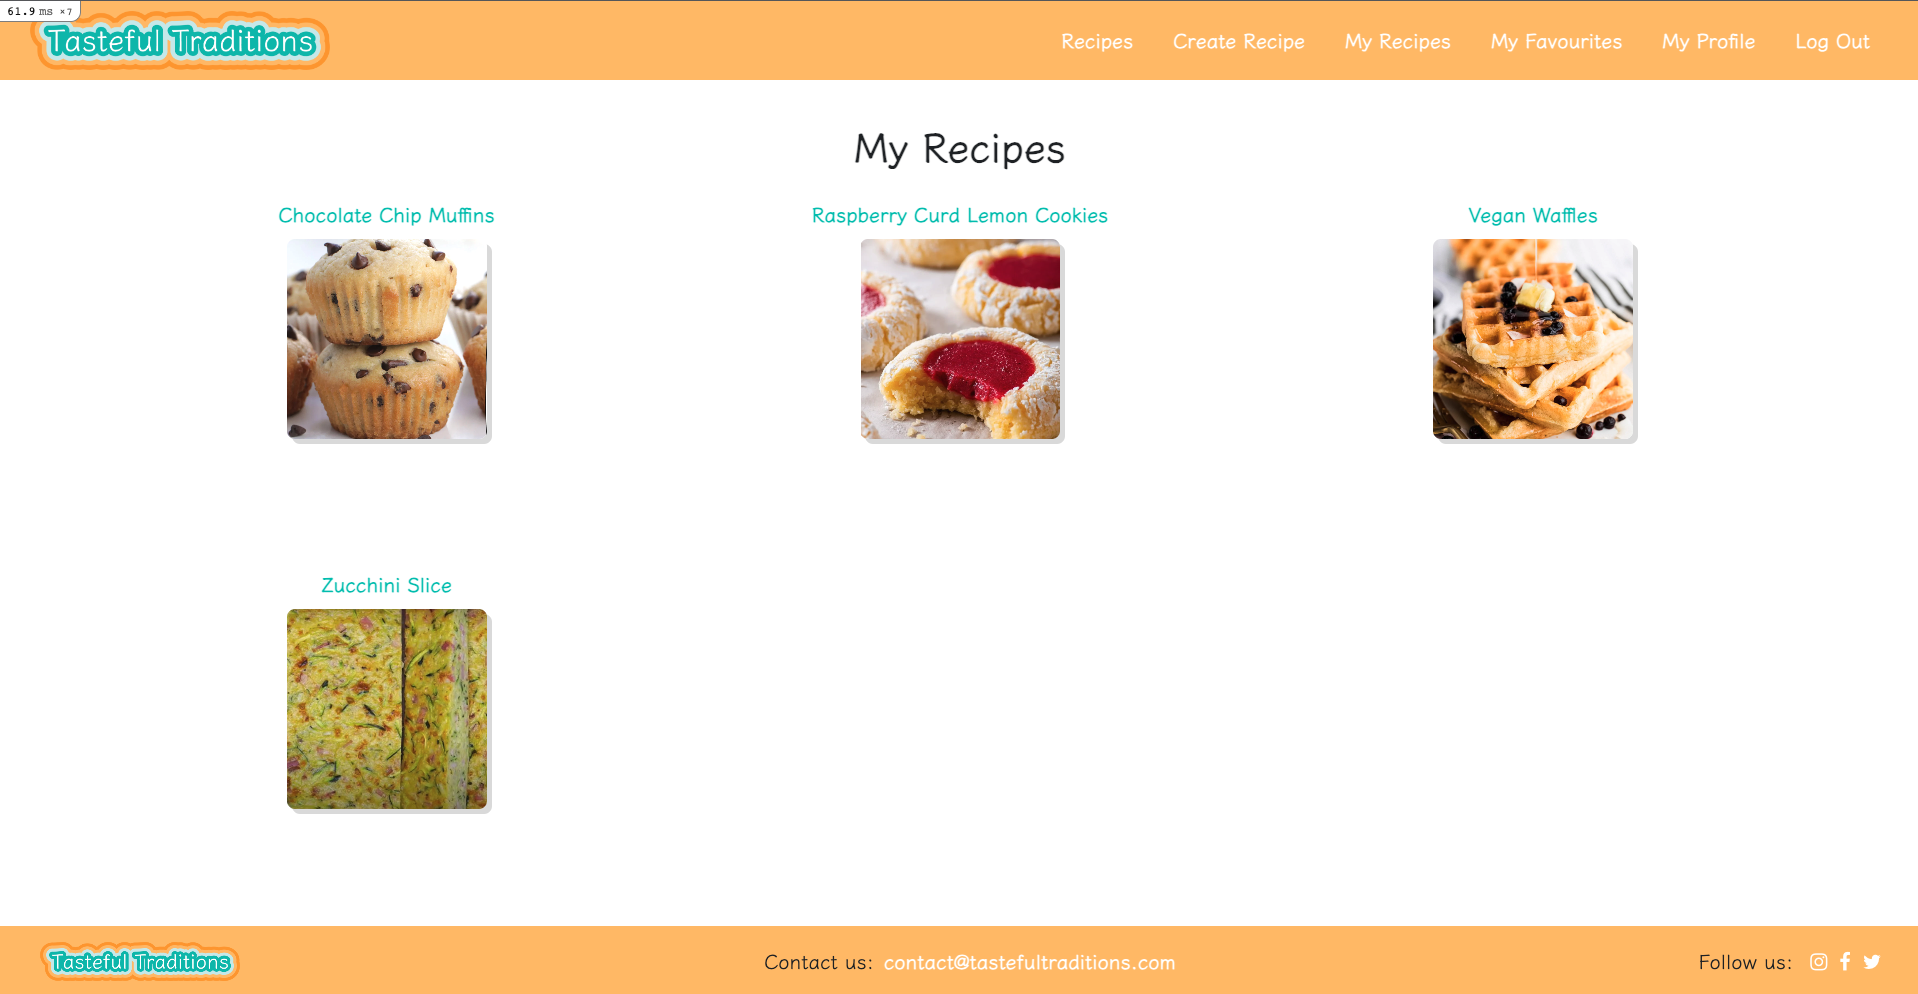 61.9 ms ×7
Tasteful Traditions
Recipes Create Recipe My Recipes My Favourites My Profile Log Out
My Recipes
Chocolate Chip Muffins Raspberry Curd Lemon Cookies Vegan Waffles
Zucchini Slice
Tasteful Traditions Contact us: contact@tastefultraditions.com Follow us: